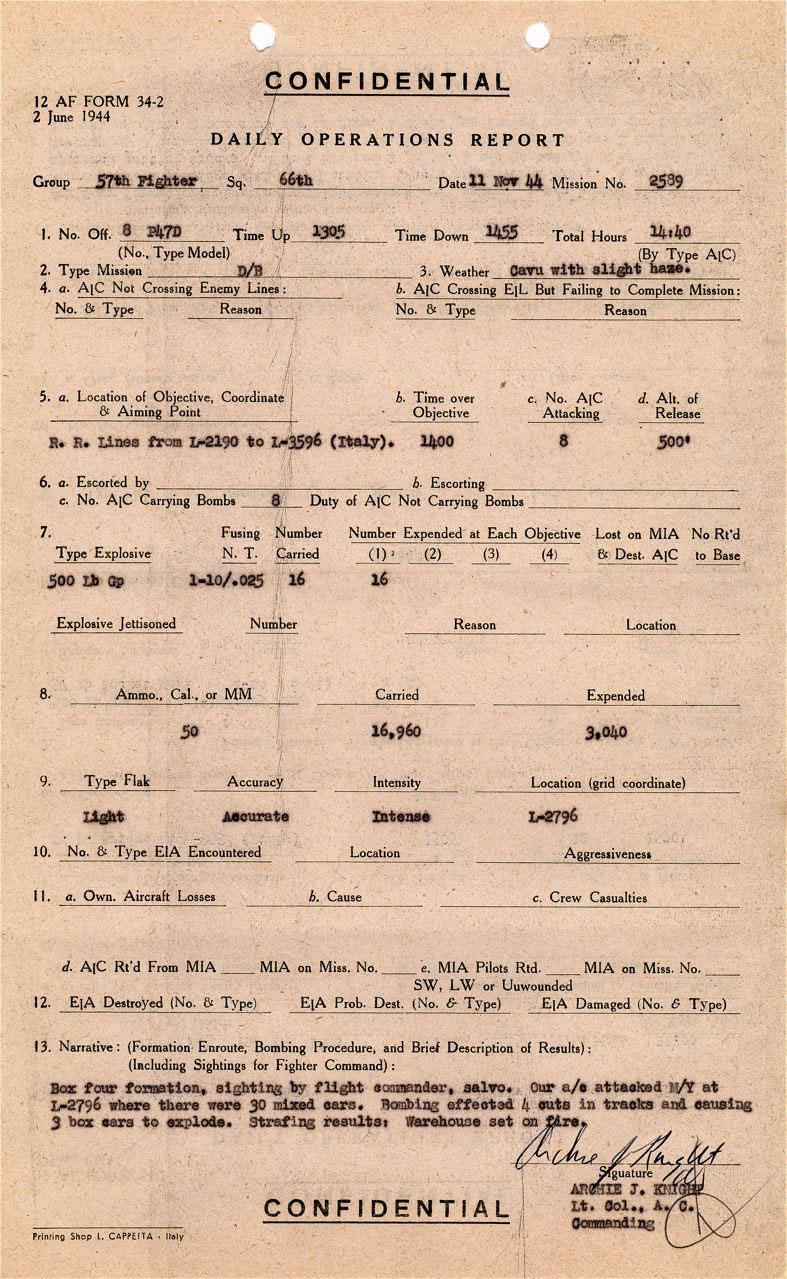 CONFIDENTIAL
12 AF FORM 34-2
2 June 1944
DAILY OPERATIONS REPORT
Group 57th Fighter Sq. 66th Date 11 Nov 44 Mission No. 2589
1. No. Off. 8 P47D Time Up 1305 Time Down 1455 Total Hours 14:40
(No., Type Model) (By Type A|C)
2. Type Mission D/B 3. Weather Cavu with slight haze.
4. a. A|C Not Crossing Enemy Lines: b. A|C Crossing E|L But Failing to Complete Mission:
No. & Type Reason No. & Type Reason
5. a. Location of Objective, Coordinate b. Time over c. No. A|C d. Alt. of
& Aiming Point Objective Attacking Release
R. R. Lines from L-2190 to L-3596 (Italy). 1400 8 500'
6. a. Escorted by b. Escorting
c. No. A|C Carrying Bombs 8 Duty of A|C Not Carrying Bombs
7. Fusing Number Number Expended at Each Objective Lost on MIA No Rt'd
Type Explosive N. T. Carried (1) (2) (3) (4) & Dest. A|C to Base
500 Lb Gp 1-10/.025 16 16
Explosive Jettisoned Number Reason Location
8. Ammo., Cal., or MM Carried Expended
50 16,960 3,040
9. Type Flak Accuracy Intensity Location (grid coordinate)
Light Accurate Intense L-2796
10. No. & Type E|A Encountered Location Aggressiveness
11. a. Own. Aircraft Losses b. Cause c. Crew Casualties
d. A|C Rt'd From MIA MIA on Miss. No. e. MIA Pilots Rtd. MIA on Miss. No.
SW, LW or Uuwounded
12. E|A Destroyed (No. & Type) E|A Prob. Dest. (No. & Type) E|A Damaged (No. & Type)
13. Narrative: (Formation Enroute, Bombing Procedure, and Brief Description of Results):
(Including Sightings for Fighter Command):
Box four formation, sighting by flight commander, salvo. Our a/c attacked M/Y at
L-2796 where there were 30 mixed cars. Bombing effected 4 cuts in tracks and causing
3 box cars to explode. Strafing results: Warehouse set on fire.
Archie J Knight
Signature
ARCHIE J. KNIGHT
Lt. Col., A. C.
Commanding
CONFIDENTIAL
Printing Shop L. CAPPEITA - Italy